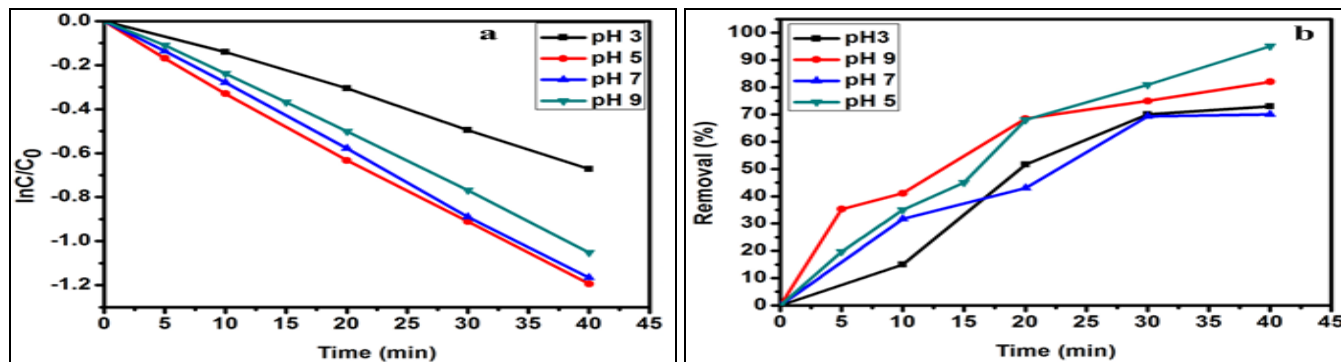 a
lnC/C0
0.0
-0.2
-0.4
-0.6
-0.8
-1.0
-1.2
pH 3
pH 5
pH 7
pH 9
0 5 10 15 20 25 30 35 40 45
Time (min)
b
Removal (%)
100
90
80
70
60
50
40
30
20
10
0
pH3
pH 9
pH 7
pH 5
0 5 10 15 20 25 30 35 40 45
Time (min)